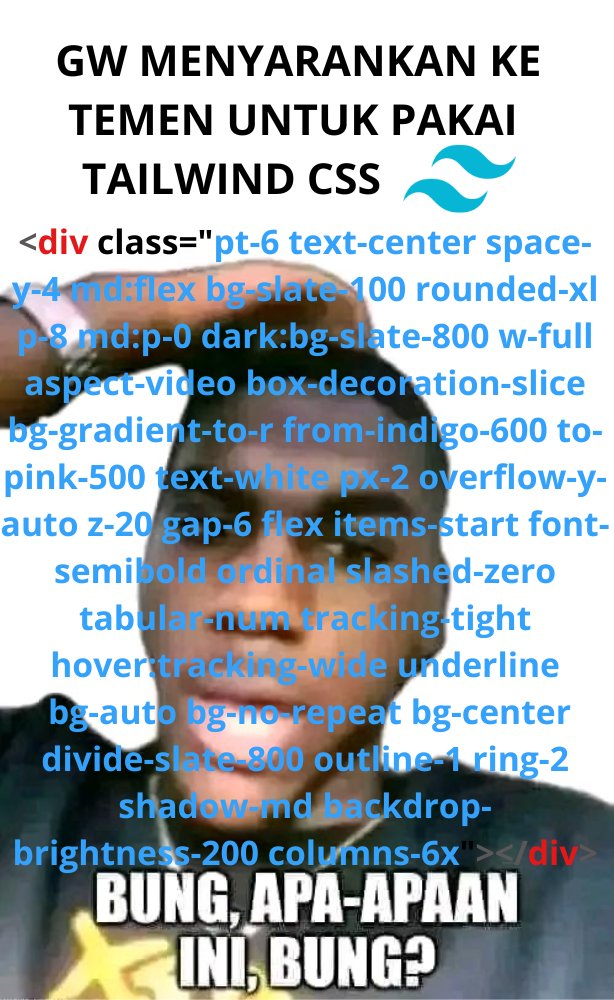 GW MENYARANKAN KE
TEMEN UNTUK PAKAI
TAILWIND CSS
<div class="pt-6 text-center space-
y-4 md:flex bg-slate-100 rounded-xl
p-8 md:p-0 dark:bg-slate-800 w-full
aspect-video box-decoration-slice
bg-gradient-to-r from-indigo-600 to-
pink-500 text-white px-2 overflow-y-
auto z-20 gap-6 flex items-start font-
semibold ordinal slashed-zero
tabular-num tracking-tight
hover:tracking-wide underline
bg-auto bg-no-repeat bg-center
divide-slate-800 outline-1 ring-2
shadow-md backdrop-
brightness-200 columns-6x"></div>
BUNG, APA-APAAN
INI, BUNG?